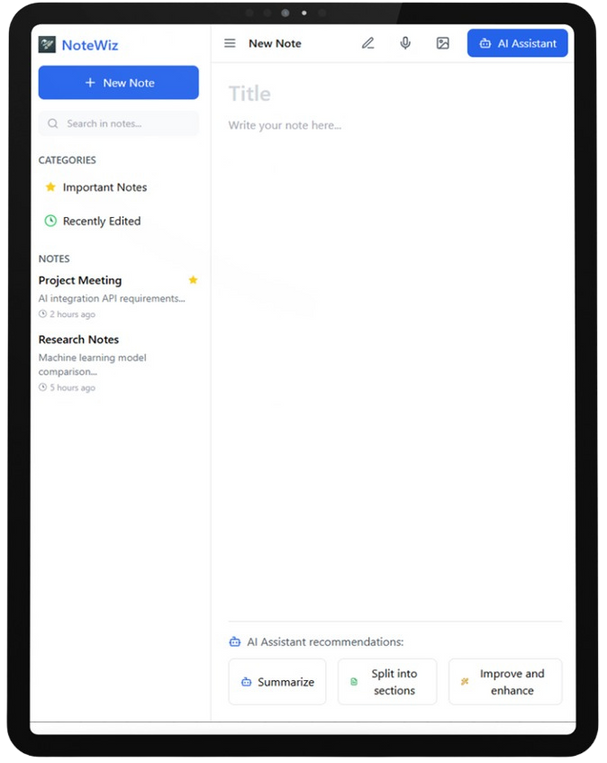 NoteWiz
New Note
Search in notes...
CATEGORIES
Important Notes
Recently Edited
NOTES
Project Meeting
AI integration API requirements...
2 hours ago
Research Notes
Machine learning model
comparison...
5 hours ago
New Note
AI Assistant
Title
Write your note here...
AI Assistant recommendations:
Summarize
Split into
sections
Improve and
enhance